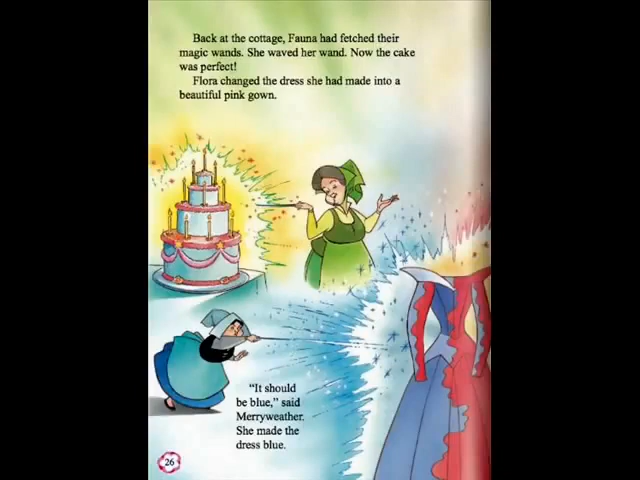 Back at the cottage, Fauna had fetched their
magic wands. She waved her wand. Now the cake
was perfect!
Flora changed the dress she had made into a
beautiful pink gown.
“It should
be blue,” said
Merryweather.
She made the
dress blue.
26